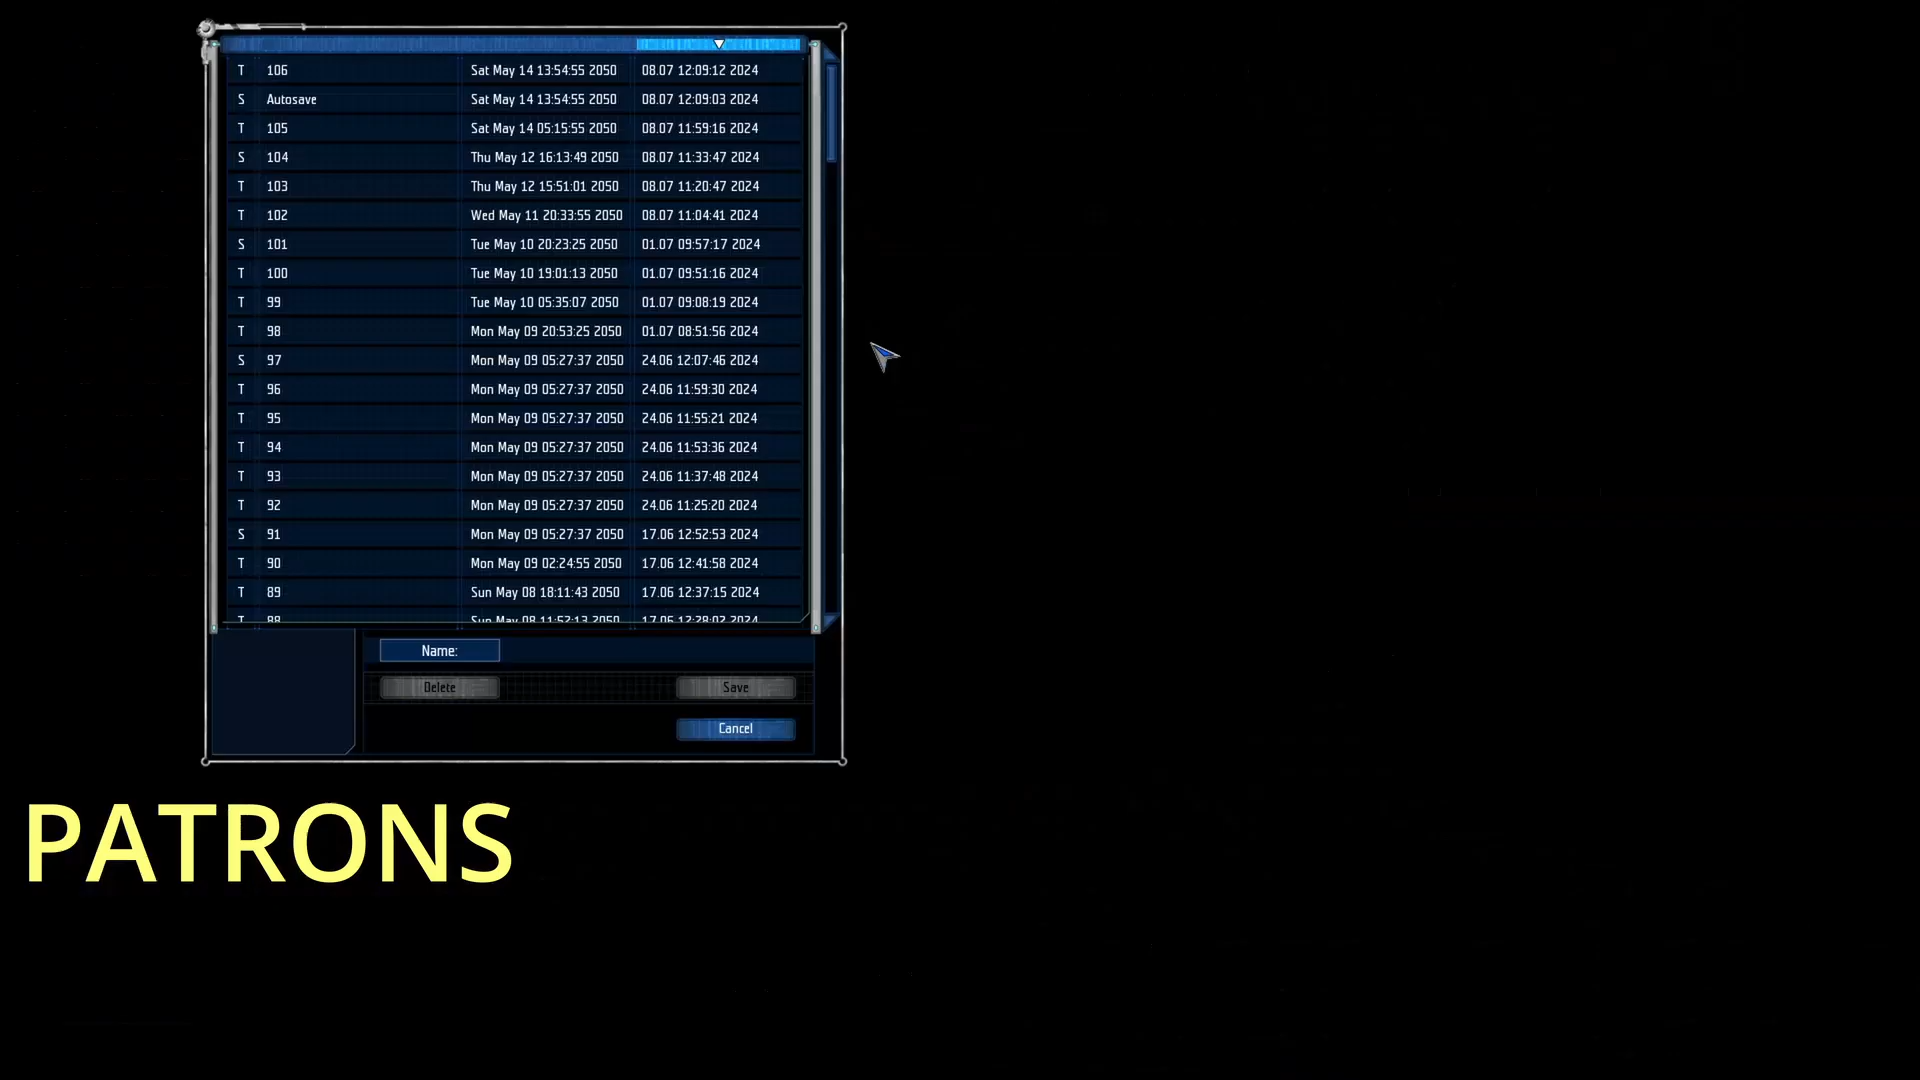 T 106 Sat May 14 13:54:55 2050 08.07 12:09:12 2024
S Autosave Sat May 14 13:54:55 2050 08.07 12:09:03 2024
T 105 Sat May 14 05:15:55 2050 08.07 11:59:16 2024
S 104 Thu May 12 16:13:49 2050 08.07 11:33:47 2024
T 103 Thu May 12 15:51:01 2050 08.07 11:20:47 2024
T 102 Wed May 11 20:33:55 2050 08.07 11:04:41 2024
S 101 Tue May 10 20:23:25 2050 01.07 09:57:17 2024
T 100 Tue May 10 19:01:13 2050 01.07 09:51:16 2024
T 99 Tue May 10 05:35:07 2050 01.07 09:08:19 2024
T 98 Mon May 09 20:53:25 2050 01.07 08:51:56 2024
S 97 Mon May 09 05:27:37 2050 24.06 12:07:46 2024
T 96 Mon May 09 05:27:37 2050 24.06 11:59:30 2024
T 95 Mon May 09 05:27:37 2050 24.06 11:55:21 2024
T 94 Mon May 09 05:27:37 2050 24.06 11:53:36 2024
T 93 Mon May 09 05:27:37 2050 24.06 11:37:48 2024
T 92 Mon May 09 05:27:37 2050 24.06 11:25:20 2024
S 91 Mon May 09 05:27:37 2050 17.06 12:52:53 2024
T 90 Mon May 09 02:24:55 2050 17.06 12:41:58 2024
T 89 Sun May 08 18:11:43 2050 17.06 12:37:15 2024
T 88 Sun May 08 11:52:13 2050 17.06 12:28:02 2024
Name:
Delete Save
Cancel
PATRONS